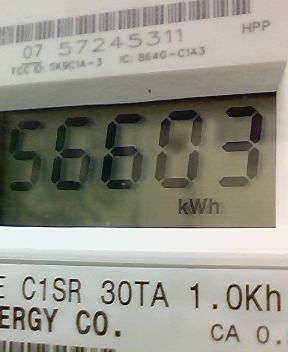 HPP
07 57245311
FCC ID: SK9C1A-3 IC: 864G-C1A3
56603
kWh
E C1SR 30TA 1.0Kh
ERGY CO.
CA 0.